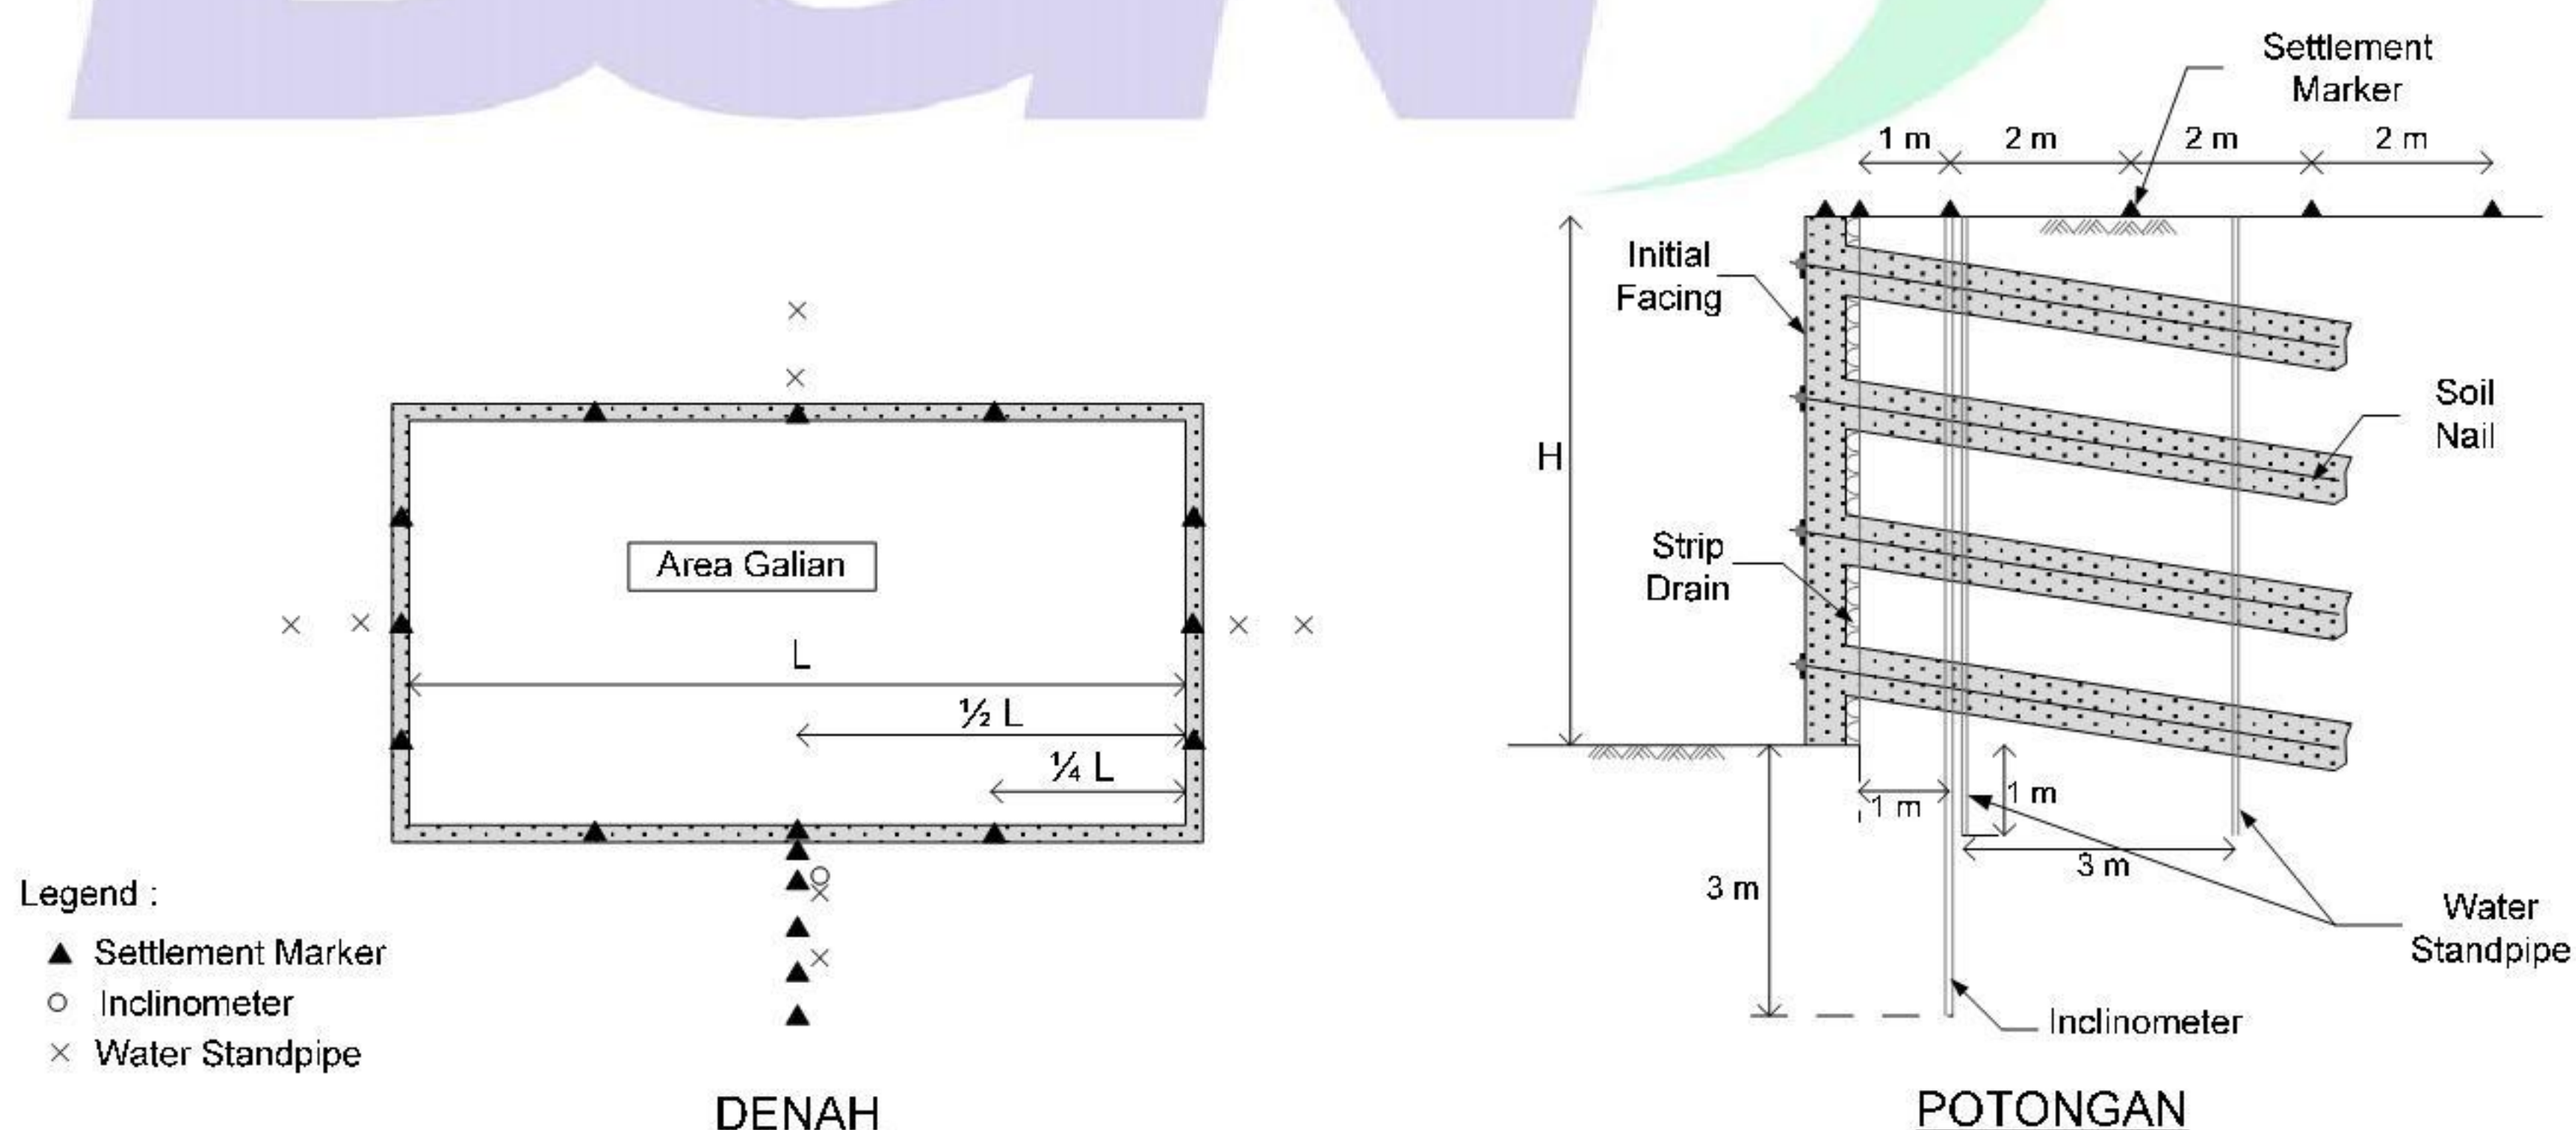 Settlement
Marker
1 m
2 m
2 m
2 m
Initial
Facing
H
Soil
Nail
Strip
Drain
Area Galian
L
½ L
¼ L
1 m
1 m
3 m
3 m
Water
Standpipe
Inclinometer
Legend :
Settlement Marker
Inclinometer
Water Standpipe
DENAH
POTONGAN